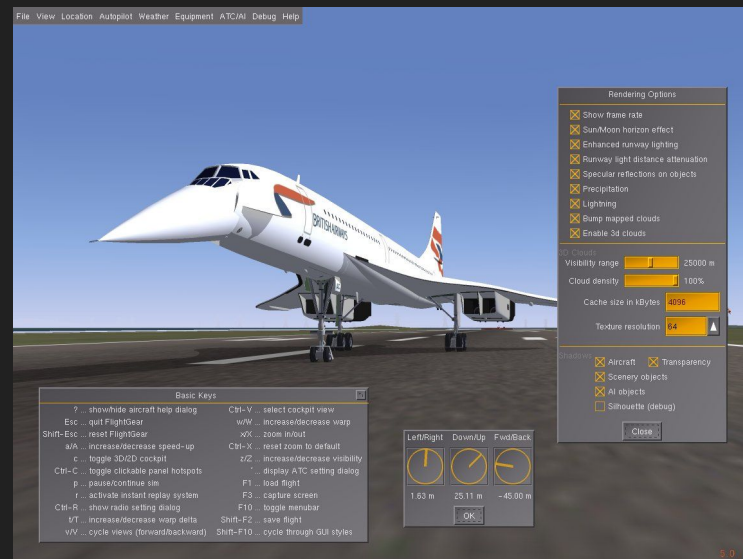 File View Location Autopilot Weather Equipment ATC/AI Debug Help
BRITISH AIRWAYS
Rendering Options
Show frame rate
Sun/Moon horizon effect
Enhanced runway lighting
Runway light distance attenuation
Specular reflections on objects
Precipitation
Lightning
Bump mapped clouds
Enable 3d clouds
3D Clouds
Visibility range 25000 m
Cloud density 100%
Cache size in kBytes 4096
Texture resolution 64
Shadows
Aircraft Transparency
Scenery objects
AI objects
Silhouette (debug)
Close
Basic Keys
? ... show/hide aircraft help dialog Ctrl-V ... select cockpit view
Esc ... quit FlightGear w/W ... increase/decrease warp
Shift-Esc ... reset FlightGear x/X ... zoom in/out
a/A ... increase/decrease speed-up Ctrl-X ... reset zoom to default
c ... toggle 3D/2D cockpit z/Z ... increase/decrease visibility
Ctrl-C ... toggle clickable panel hotspots ' ... display ATC setting dialog
p ... pause/continue sim F1 ... load flight
r ... activate instant replay system F3 ... capture screen
Ctrl-R ... show radio setting dialog F10 ... toggle menubar
t/T ... increase/decrease warp delta Shift-F2 ... save flight
v/V ... cycle views (forward/backward) Shift-F10 ... cycle through GUI styles
Left/Right Down/Up Fwd/Back
1.63 m 25.11 m -45.00 m
OK
5.0